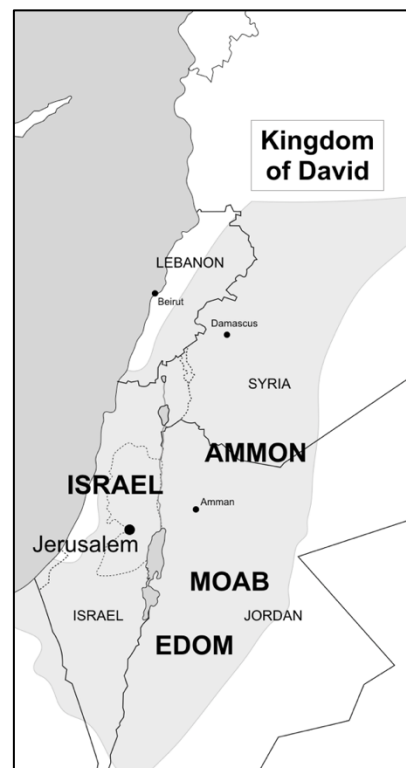 Kingdom
of David
LEBANON
Beirut
Damascus
SYRIA
AMMON
ISRAEL
Amman
Jerusalem
MOAB
ISRAEL
JORDAN
EDOM